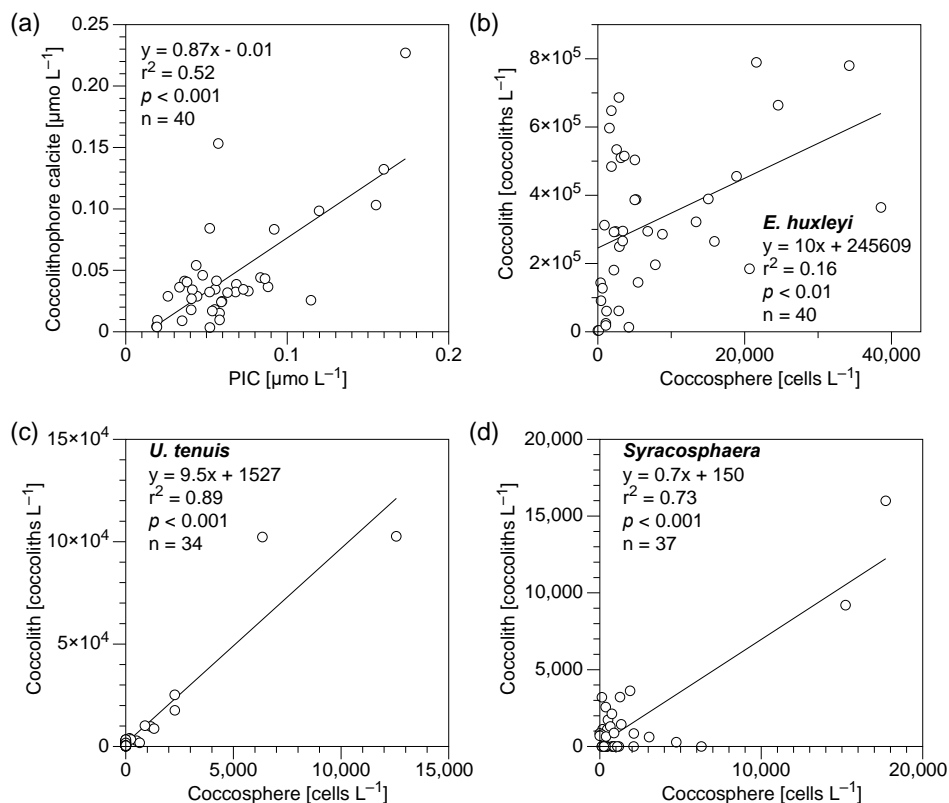 (a)
Coccolithophore calcite [µmo L⁻¹]
0.25
0.20
0.15
0.10
0.05
0
y = 0.87x - 0.01
r² = 0.52
p < 0.001
n = 40
0
0.1
0.2
PIC [µmo L⁻¹]
(b)
Coccolith [coccoliths L⁻¹]
8×10⁵
6×10⁵
4×10⁵
2×10⁵
0
E. huxleyi
y = 10x + 245609
r² = 0.16
p < 0.01
n = 40
0
20,000
40,000
Coccosphere [cells L⁻¹]
(c)
Coccolith [coccoliths L⁻¹]
15×10⁴
10×10⁴
5×10⁴
0
U. tenuis
y = 9.5x + 1527
r² = 0.89
p < 0.001
n = 34
0
5,000
10,000
15,000
Coccosphere [cells L⁻¹]
(d)
Coccolith [coccoliths L⁻¹]
20,000
15,000
10,000
5,000
0
Syracosphaera
y = 0.7x + 150
r² = 0.73
p < 0.001
n = 37
0
10,000
20,000
Coccosphere [cells L⁻¹]